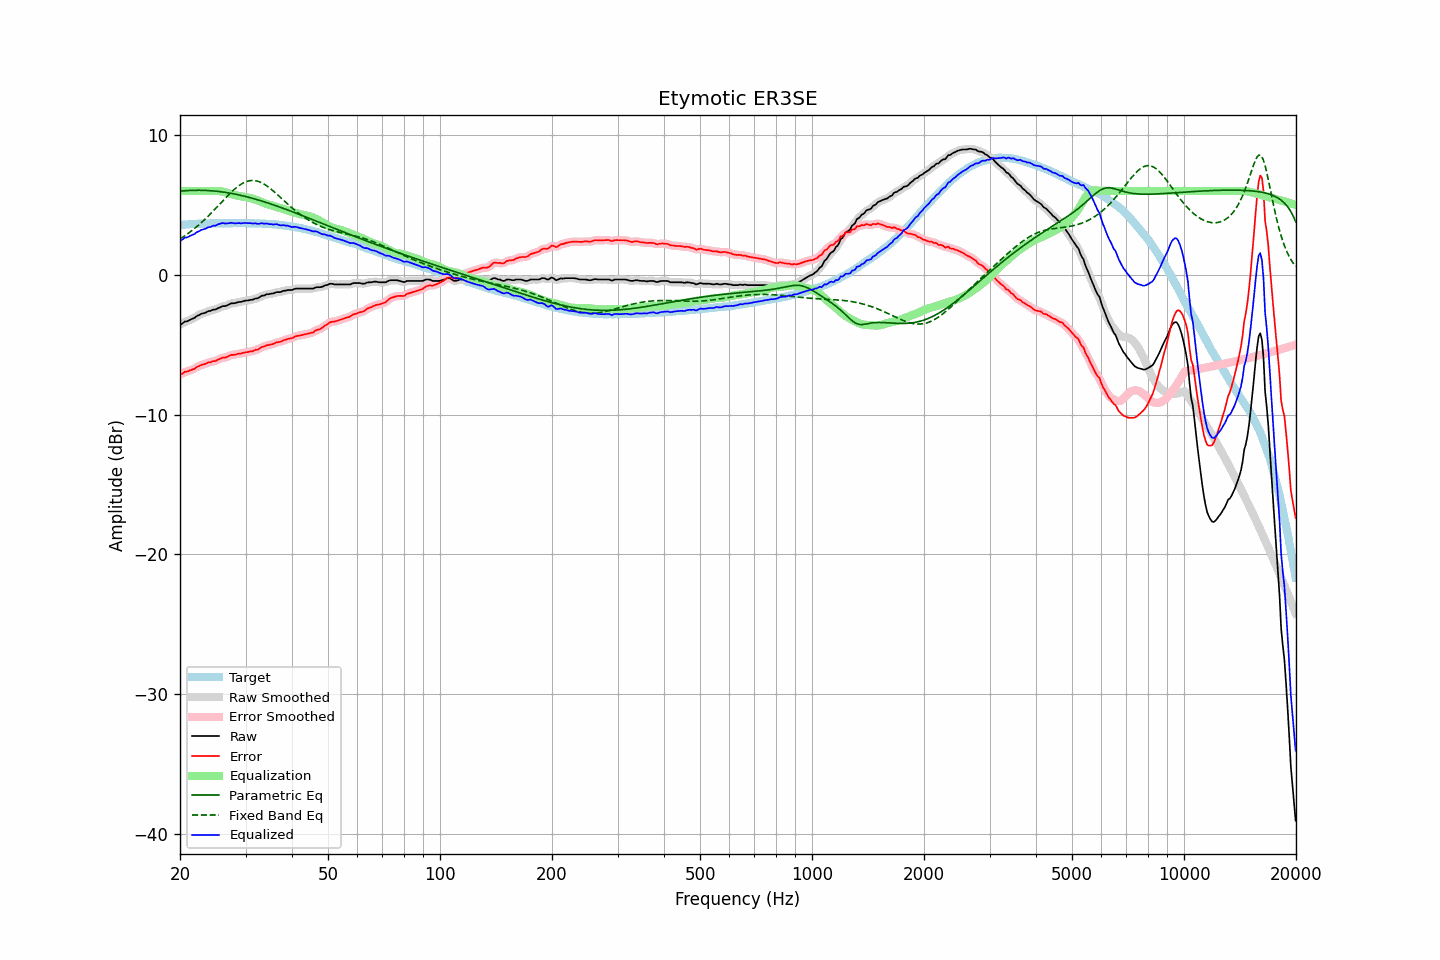 Etymotic ER3SE
10
0
−10
−20
−30
−40
Amplitude (dBr)
Target
Raw Smoothed
Error Smoothed
Raw
Error
Equalization
Parametric Eq
Fixed Band Eq
Equalized
20 50 100 200 500 1000 2000 5000 10000 20000
Frequency (Hz)